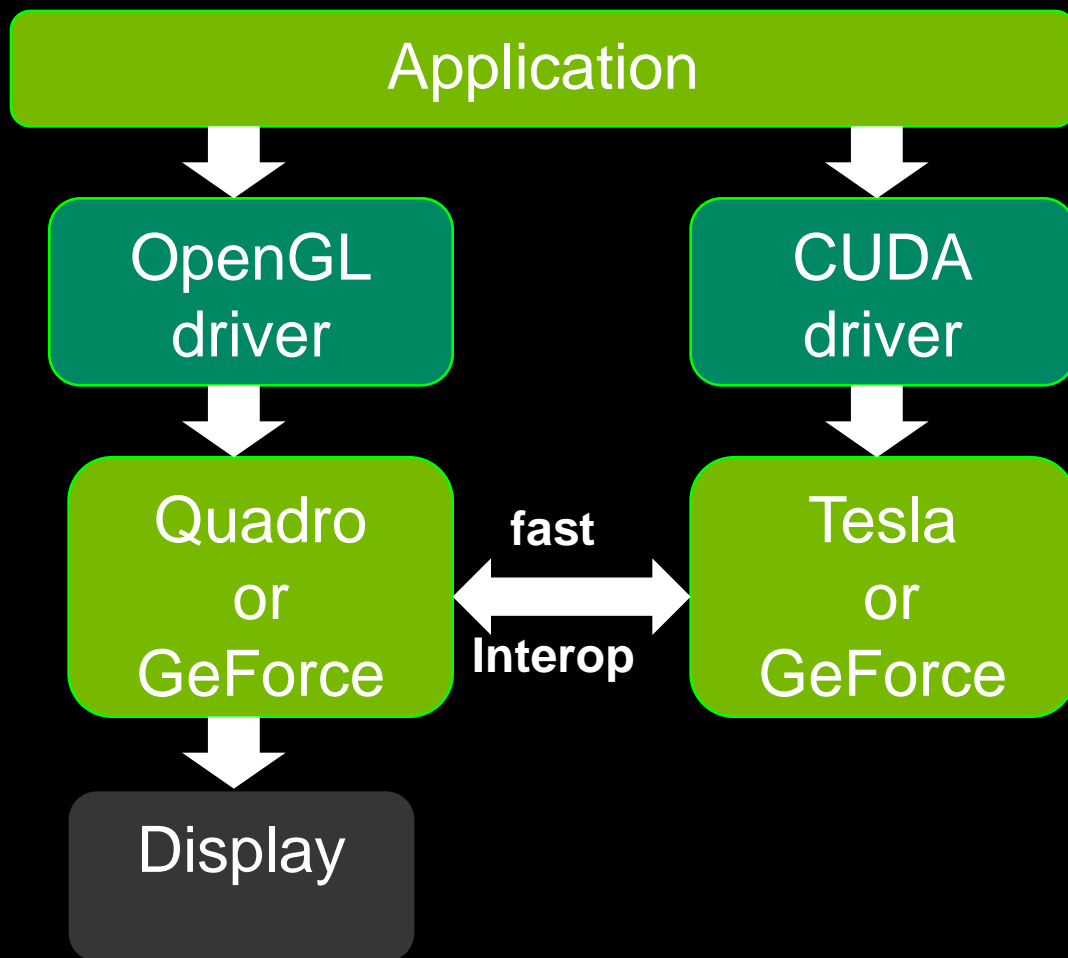 Application
OpenGL
driver
CUDA
driver
Quadro
or
GeForce
fast
Interop
Tesla
or
GeForce
Display